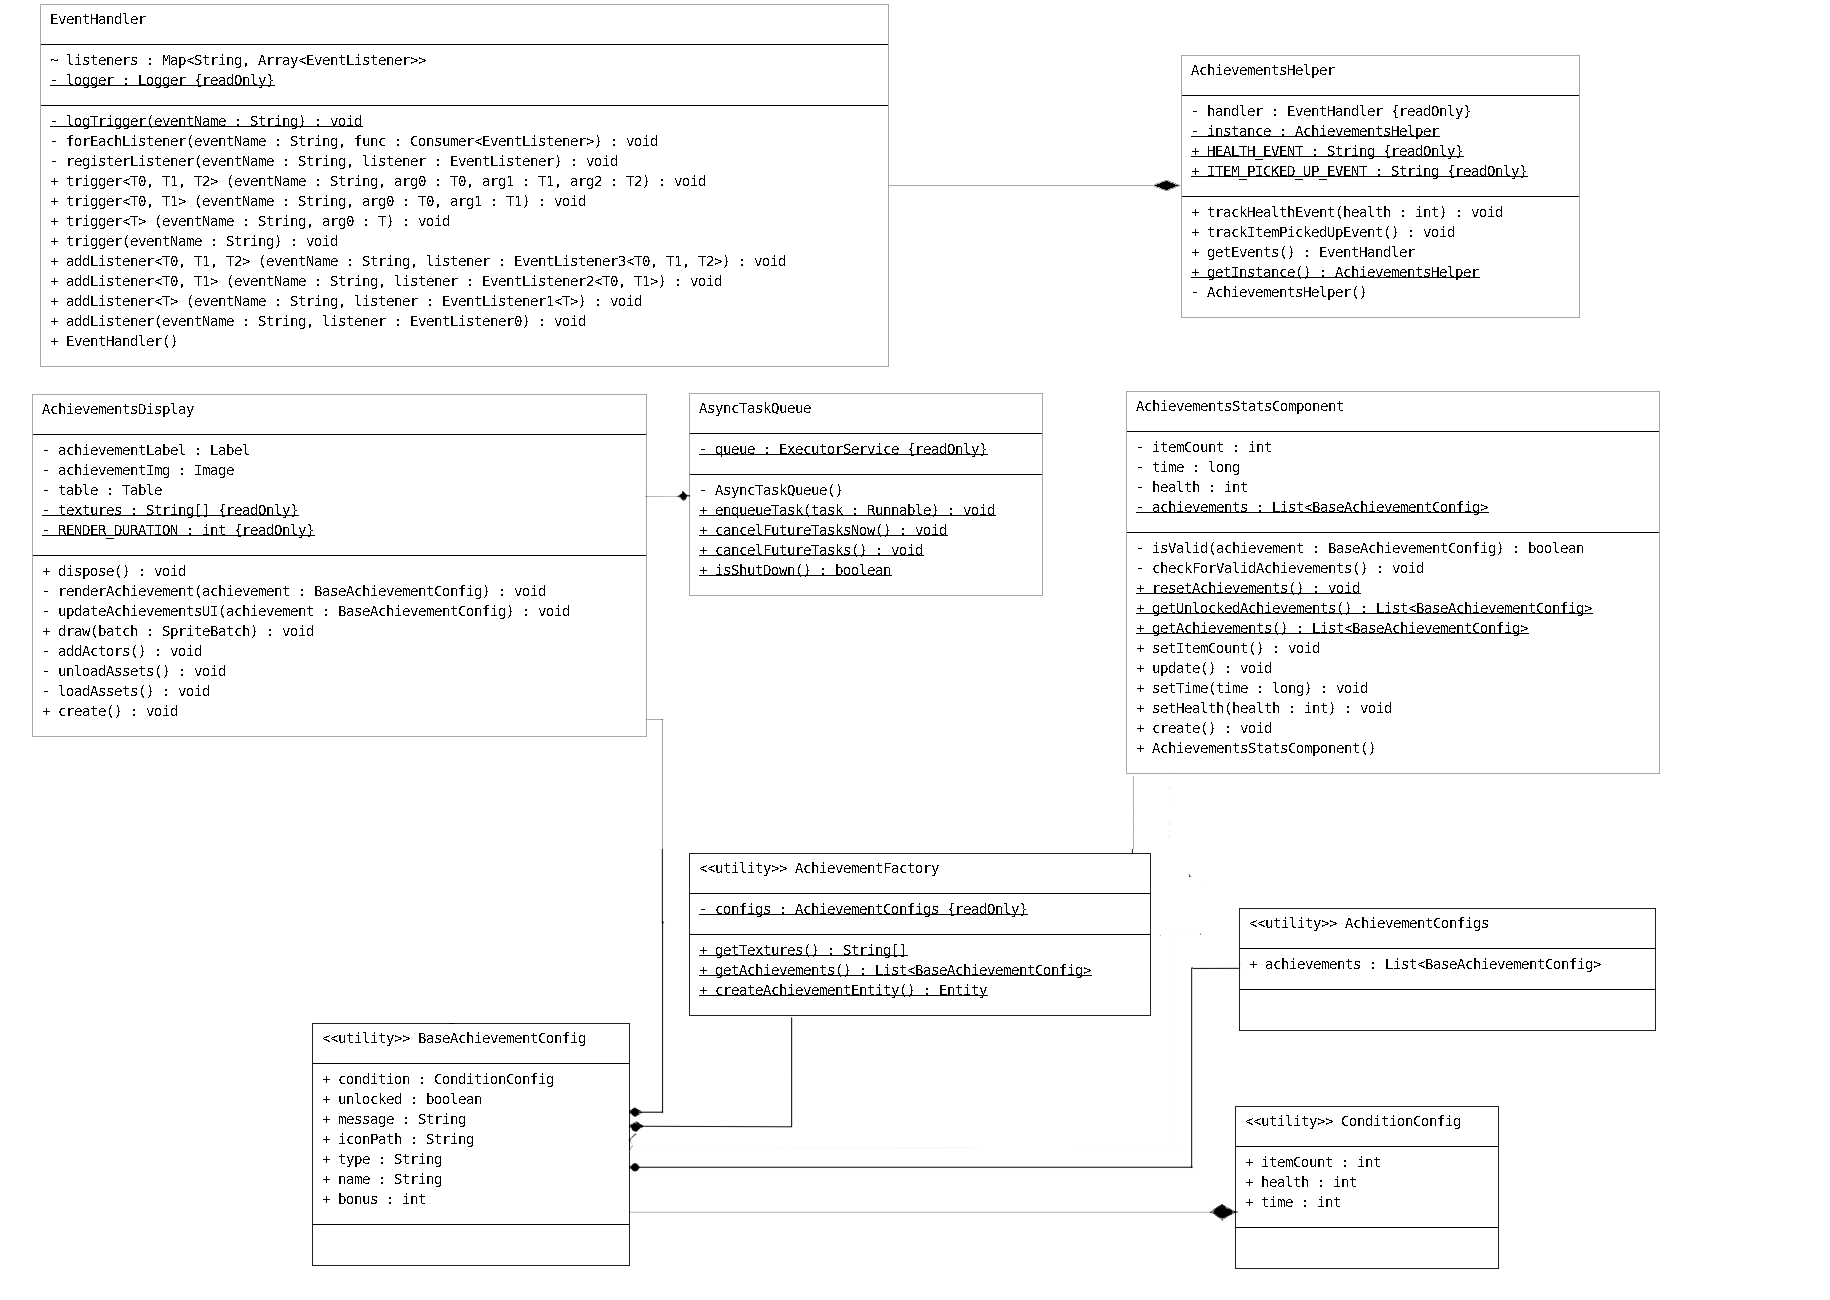 EventHandler
~ listeners : Map<String, Array<EventListener>>
- logger : Logger {readOnly}
- logTrigger(eventName : String) : void
- forEachListener(eventName : String, func : Consumer<EventListener>) : void
- registerListener(eventName : String, listener : EventListener) : void
+ trigger<T0, T1, T2> (eventName : String, arg0 : T0, arg1 : T1, arg2 : T2) : void
+ trigger<T0, T1> (eventName : String, arg0 : T0, arg1 : T1) : void
+ trigger<T> (eventName : String, arg0 : T) : void
+ trigger(eventName : String) : void
+ addListener<T0, T1, T2> (eventName : String, listener : EventListener3<T0, T1, T2>) : void
+ addListener<T0, T1> (eventName : String, listener : EventListener2<T0, T1>) : void
+ addListener<T> (eventName : String, listener : EventListener1<T>) : void
+ addListener(eventName : String, listener : EventListener0) : void
+ EventHandler()
AchievementsHelper
- handler : EventHandler {readOnly}
- instance : AchievementsHelper
+ HEALTH_EVENT : String {readOnly}
+ ITEM_PICKED_UP_EVENT : String {readOnly}
+ trackHealthEvent(health : int) : void
+ trackItemPickedUpEvent() : void
+ getEvents() : EventHandler
+ getInstance() : AchievementsHelper
- AchievementsHelper()
AchievementsDisplay
- achievementLabel : Label
- achievementImg : Image
- table : Table
- textures : String[] {readOnly}
- RENDER_DURATION : int {readOnly}
+ dispose() : void
- renderAchievement(achievement : BaseAchievementConfig) : void
- updateAchievementsUI(achievement : BaseAchievementConfig) : void
+ draw(batch : SpriteBatch) : void
- addActors() : void
- unloadAssets() : void
- loadAssets() : void
+ create() : void
AsyncTaskQueue
- queue : ExecutorService {readOnly}
- AsyncTaskQueue()
+ enqueueTask(task : Runnable) : void
+ cancelFutureTasksNow() : void
+ cancelFutureTasks() : void
+ isShutDown() : boolean
AchievementsStatsComponent
- itemCount : int
- time : long
- health : int
- achievements : List<BaseAchievementConfig>
- isValid(achievement : BaseAchievementConfig) : boolean
- checkForValidAchievements() : void
+ resetAchievements() : void
+ getUnlockedAchievements() : List<BaseAchievementConfig>
+ getAchievements() : List<BaseAchievementConfig>
+ setItemCount() : void
+ update() : void
+ setTime(time : long) : void
+ setHealth(health : int) : void
+ create() : void
+ AchievementsStatsComponent()
<<utility>> AchievementFactory
- configs : AchievementConfigs {readOnly}
+ getTextures() : String[]
+ getAchievements() : List<BaseAchievementConfig>
+ createAchievementEntity() : Entity
<<utility>> AchievementConfigs
+ achievements : List<BaseAchievementConfig>
<<utility>> BaseAchievementConfig
+ condition : ConditionConfig
+ unlocked : boolean
+ message : String
+ iconPath : String
+ type : String
+ name : String
+ bonus : int
<<utility>> ConditionConfig
+ itemCount : int
+ health : int
+ time : int